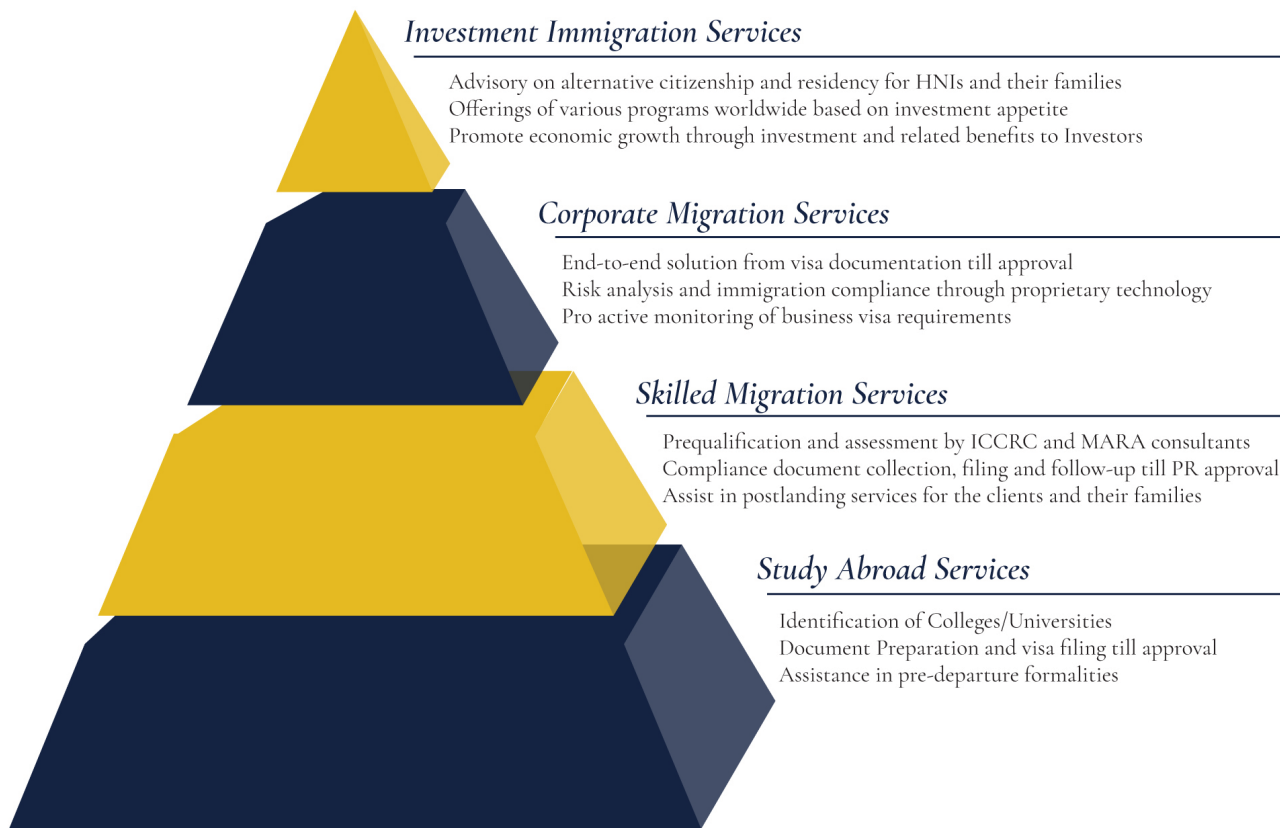 Investment Immigration Services
Advisory on alternative citizenship and residency for HNIs and their families
Offerings of various programs worldwide based on investment appetite
Promote economic growth through investment and related benefits to Investors
Corporate Migration Services
End-to-end solution from visa documentation till approval
Risk analysis and immigration compliance through proprietary technology
Pro active monitoring of business visa requirements
Skilled Migration Services
Prequalification and assessment by ICCRC and MARA consultants
Compliance document collection, filing and follow-up till PR approval
Assist in postlanding services for the clients and their families
Study Abroad Services
Identification of Colleges/Universities
Document Preparation and visa filing till approval
Assistance in pre-departure formalities